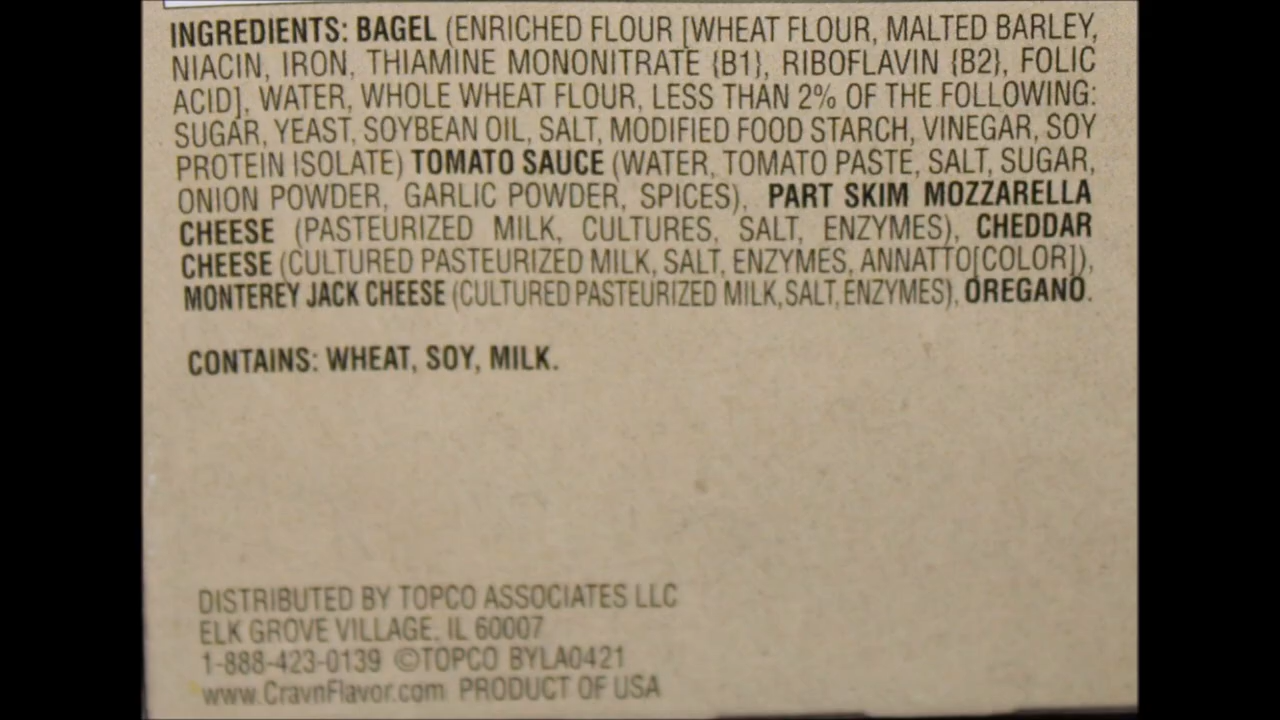 INGREDIENTS: BAGEL (ENRICHED FLOUR [WHEAT FLOUR, MALTED BARLEY,
NIACIN, IRON, THIAMINE MONONITRATE {B1}, RIBOFLAVIN {B2}, FOLIC
ACID], WATER, WHOLE WHEAT FLOUR, LESS THAN 2% OF THE FOLLOWING:
SUGAR, YEAST, SOYBEAN OIL, SALT, MODIFIED FOOD STARCH, VINEGAR, SOY
PROTEIN ISOLATE) TOMATO SAUCE (WATER, TOMATO PASTE, SALT, SUGAR,
ONION POWDER, GARLIC POWDER, SPICES), PART SKIM MOZZARELLA
CHEESE (PASTEURIZED MILK, CULTURES, SALT, ENZYMES), CHEDDAR
CHEESE (CULTURED PASTEURIZED MILK, SALT, ENZYMES, ANNATTO[COLOR]),
MONTEREY JACK CHEESE (CULTURED PASTEURIZED MILK, SALT, ENZYMES), OREGANO.
CONTAINS: WHEAT, SOY, MILK.
DISTRIBUTED BY TOPCO ASSOCIATES LLC
ELK GROVE VILLAGE, IL 60007
1-888-423-0139 ©TOPCO BYLA0421
www.CravnFlavor.com PRODUCT OF USA